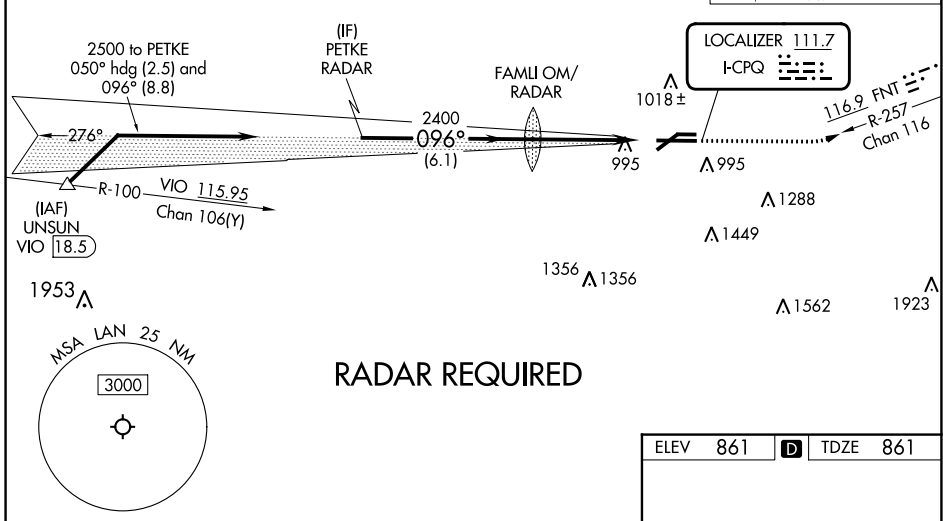 2500 to PETKE
050° hdg (2.5) and
096° (8.8)
(IF)
PETKE
RADAR
FAMLI OM/
RADAR
LOCALIZER 111.7
I-CPQ
1018 ±
116.9 FNT
R-257
Chan 116
276°
2400
096°
(6.1)
995
995
R-100
VIO 115.95
Chan 106(Y)
(IAF)
UNSUN
VIO 18.5
1288
1449
1953
1356
1356
1562
1923
MSA LAN 25 NM
3000
RADAR REQUIRED
ELEV 861 D TDZE 861